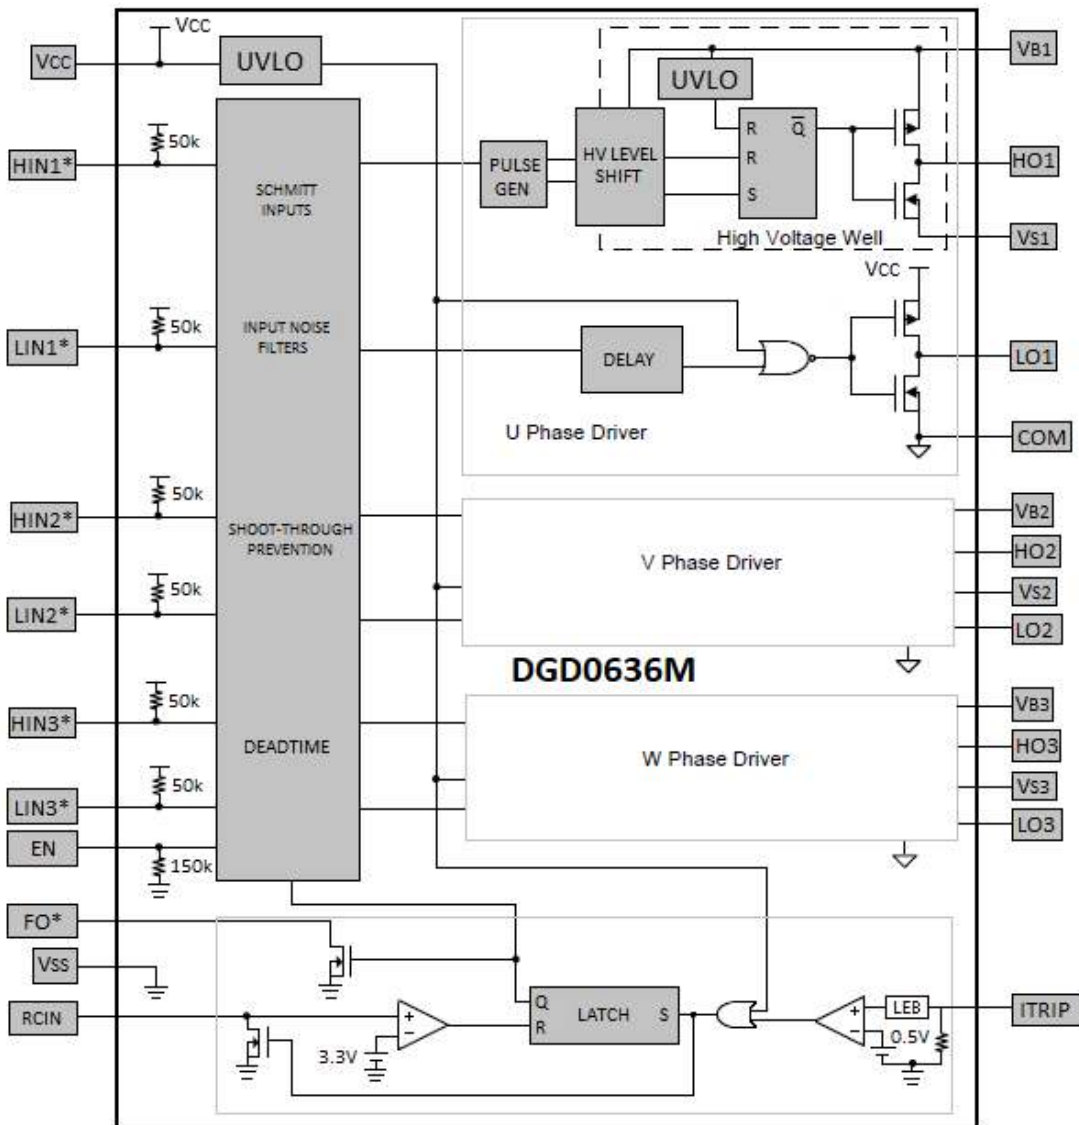 VCC
VCC
UVLO
VB1
UVLO
50k
HIN1*
SCHMITT
INPUTS
PULSE
GEN
HV LEVEL
SHIFT
R
Q
R
S
HO1
High Voltage Well
VS1
VCC
50k
LIN1*
INPUT NOISE
FILTERS
DELAY
LO1
U Phase Driver
COM
50k
HIN2*
SHOOT-THROUGH
PREVENTION
V Phase Driver
VB2
HO2
VS2
LO2
50k
LIN2*
DGD0636M
50k
HIN3*
DEADTIME
W Phase Driver
VB3
HO3
VS3
LO3
50k
LIN3*
EN
150k
FO*
VSS
RCIN
+
−
3.3V
Q
R
LATCH
S
+
−
LEB
0.5V
ITRIP